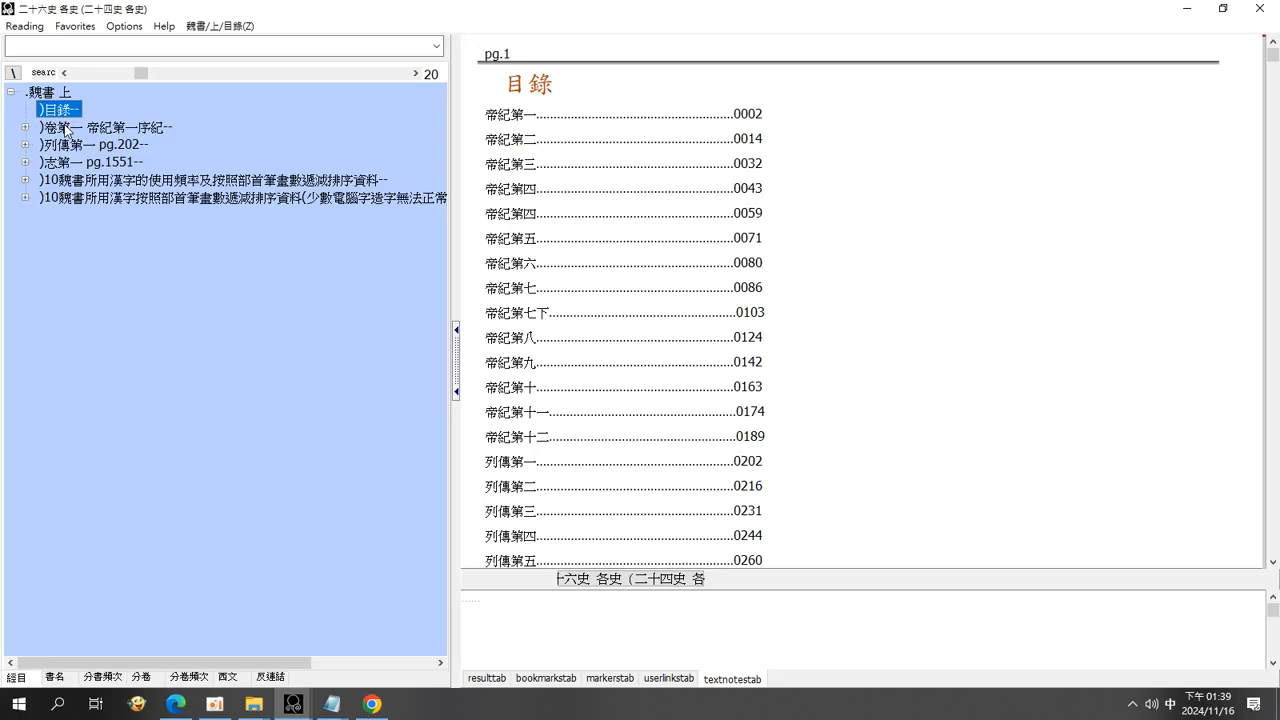 二十六史 各史 (二十四史 各史)
Reading Favorites Options Help 魏書/上/目錄(Z)
\ searc 20
.魏書 上
)目錄--
)卷第一 帝紀第一序紀--
)列傳第一 pg.202--
)志第一 pg.1551--
)10魏書所用漢字的使用頻率及按照部首筆畫數遞減排序資料--
)10魏書所用漢字按照部首筆畫數遞減排序資料(少數電腦字造字無法正常
經目 書名 分書頻次 分卷 分卷頻次 西文 反連結
pg.1
目錄
帝紀第一..............................................................0002
帝紀第二..............................................................0014
帝紀第三..............................................................0032
帝紀第四..............................................................0043
帝紀第四..............................................................0059
帝紀第五..............................................................0071
帝紀第六..............................................................0080
帝紀第七..............................................................0086
帝紀第七下...........................................................0103
帝紀第八..............................................................0124
帝紀第九..............................................................0142
帝紀第十..............................................................0163
帝紀第十一...........................................................0174
帝紀第十二...........................................................0189
列傳第一..............................................................0202
列傳第二..............................................................0216
列傳第三..............................................................0231
列傳第四..............................................................0244
列傳第五..............................................................0260
十六史 各史 (二十四史 各
......
resulttab bookmarkstab markerstab userlinkstab textnotestab
中
下午 01:39
2024/11/16